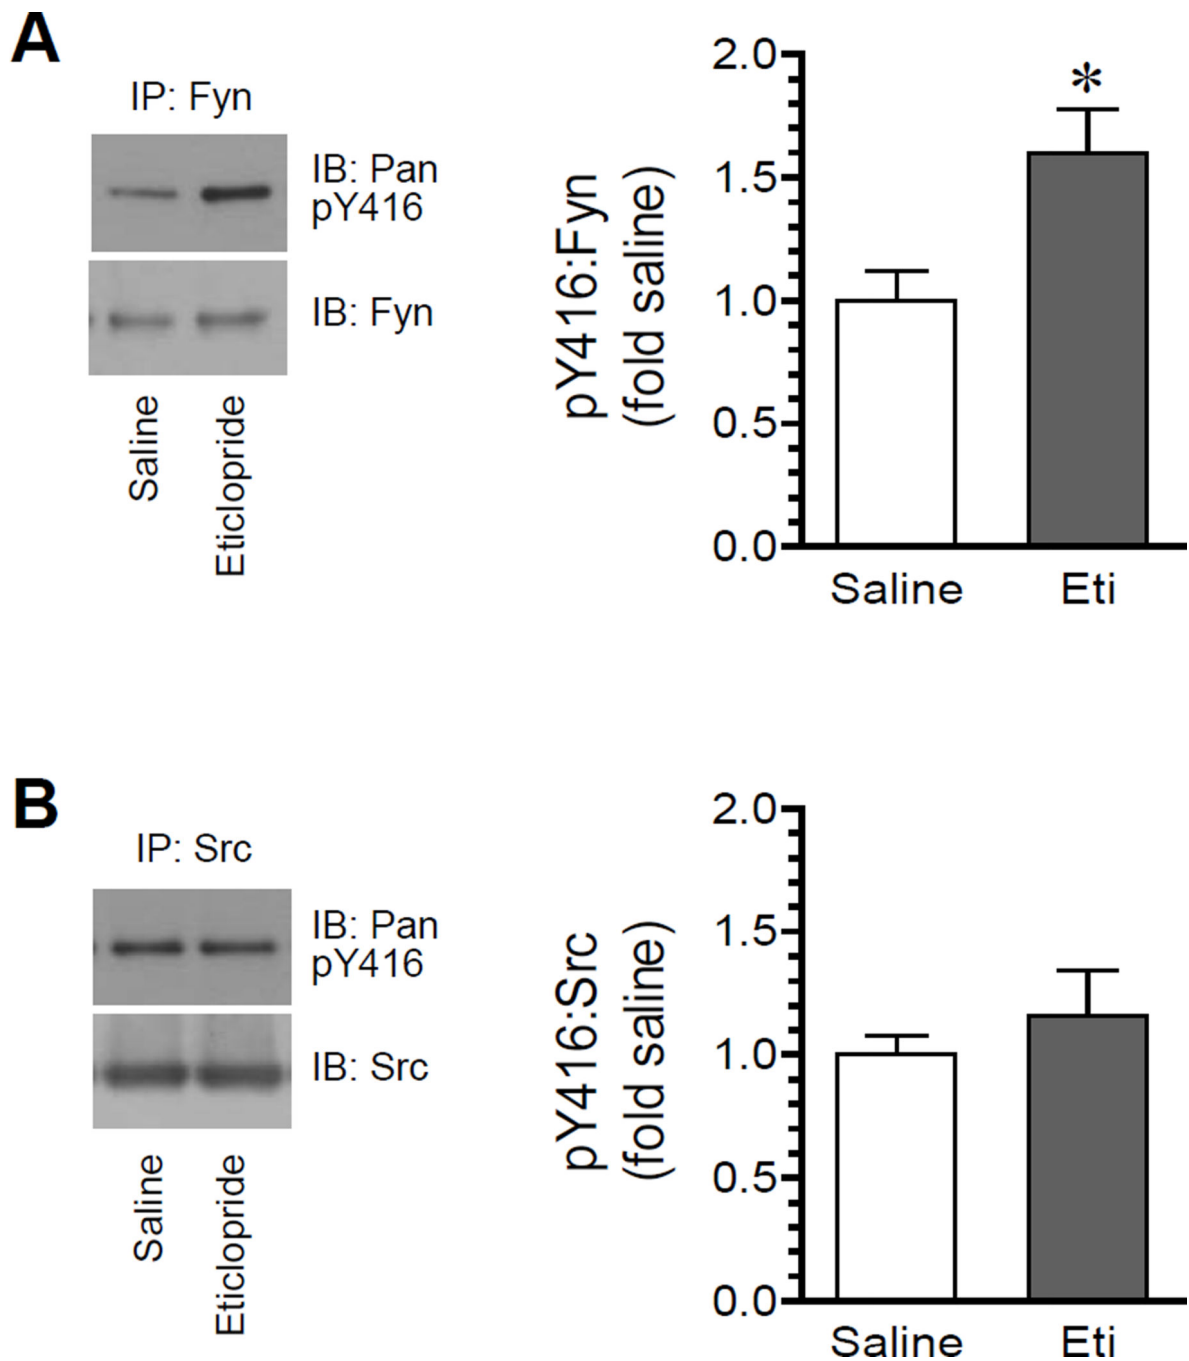 A
IP: Fyn
IB: Pan
pY416
IB: Fyn
Saline
Eticlopride
pY416:Fyn
(fold saline)
2.0
*
1.5
1.0
0.5
0.0
Saline Eti
B
IP: Src
IB: Pan
pY416
IB: Src
Saline
Eticlopride
pY416:Src
(fold saline)
2.0
1.5
1.0
0.5
0.0
Saline Eti